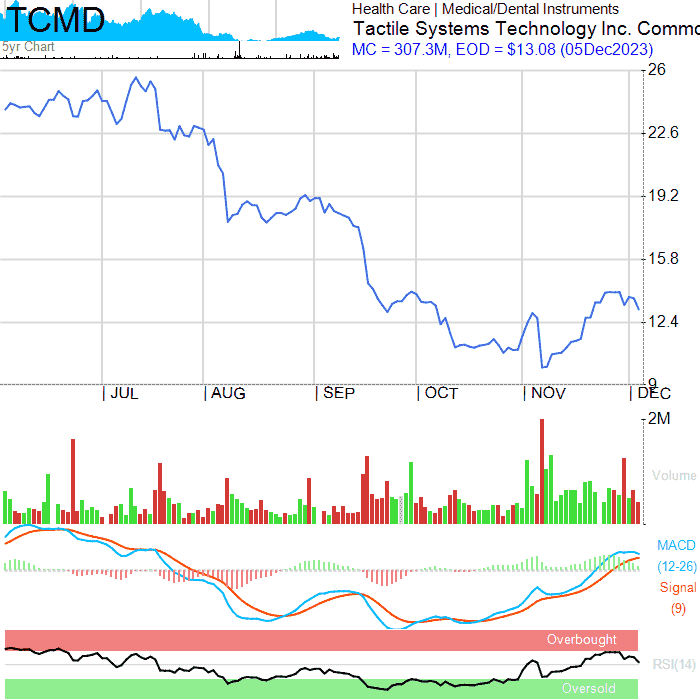 TCMD
5yr Chart
Health Care | Medical/Dental Instruments
Tactile Systems Technology Inc. Commo
MC = 307.3M, EOD = $13.08 (05Dec2023)
26
22.6
19.2
15.8
14
12.4
9
JUL
AUG
SEP
OCT
NOV
DEC
2M
Volume
MACD
(12-26)
Signal
(9)
Overbought
RSI(14)
Oversold